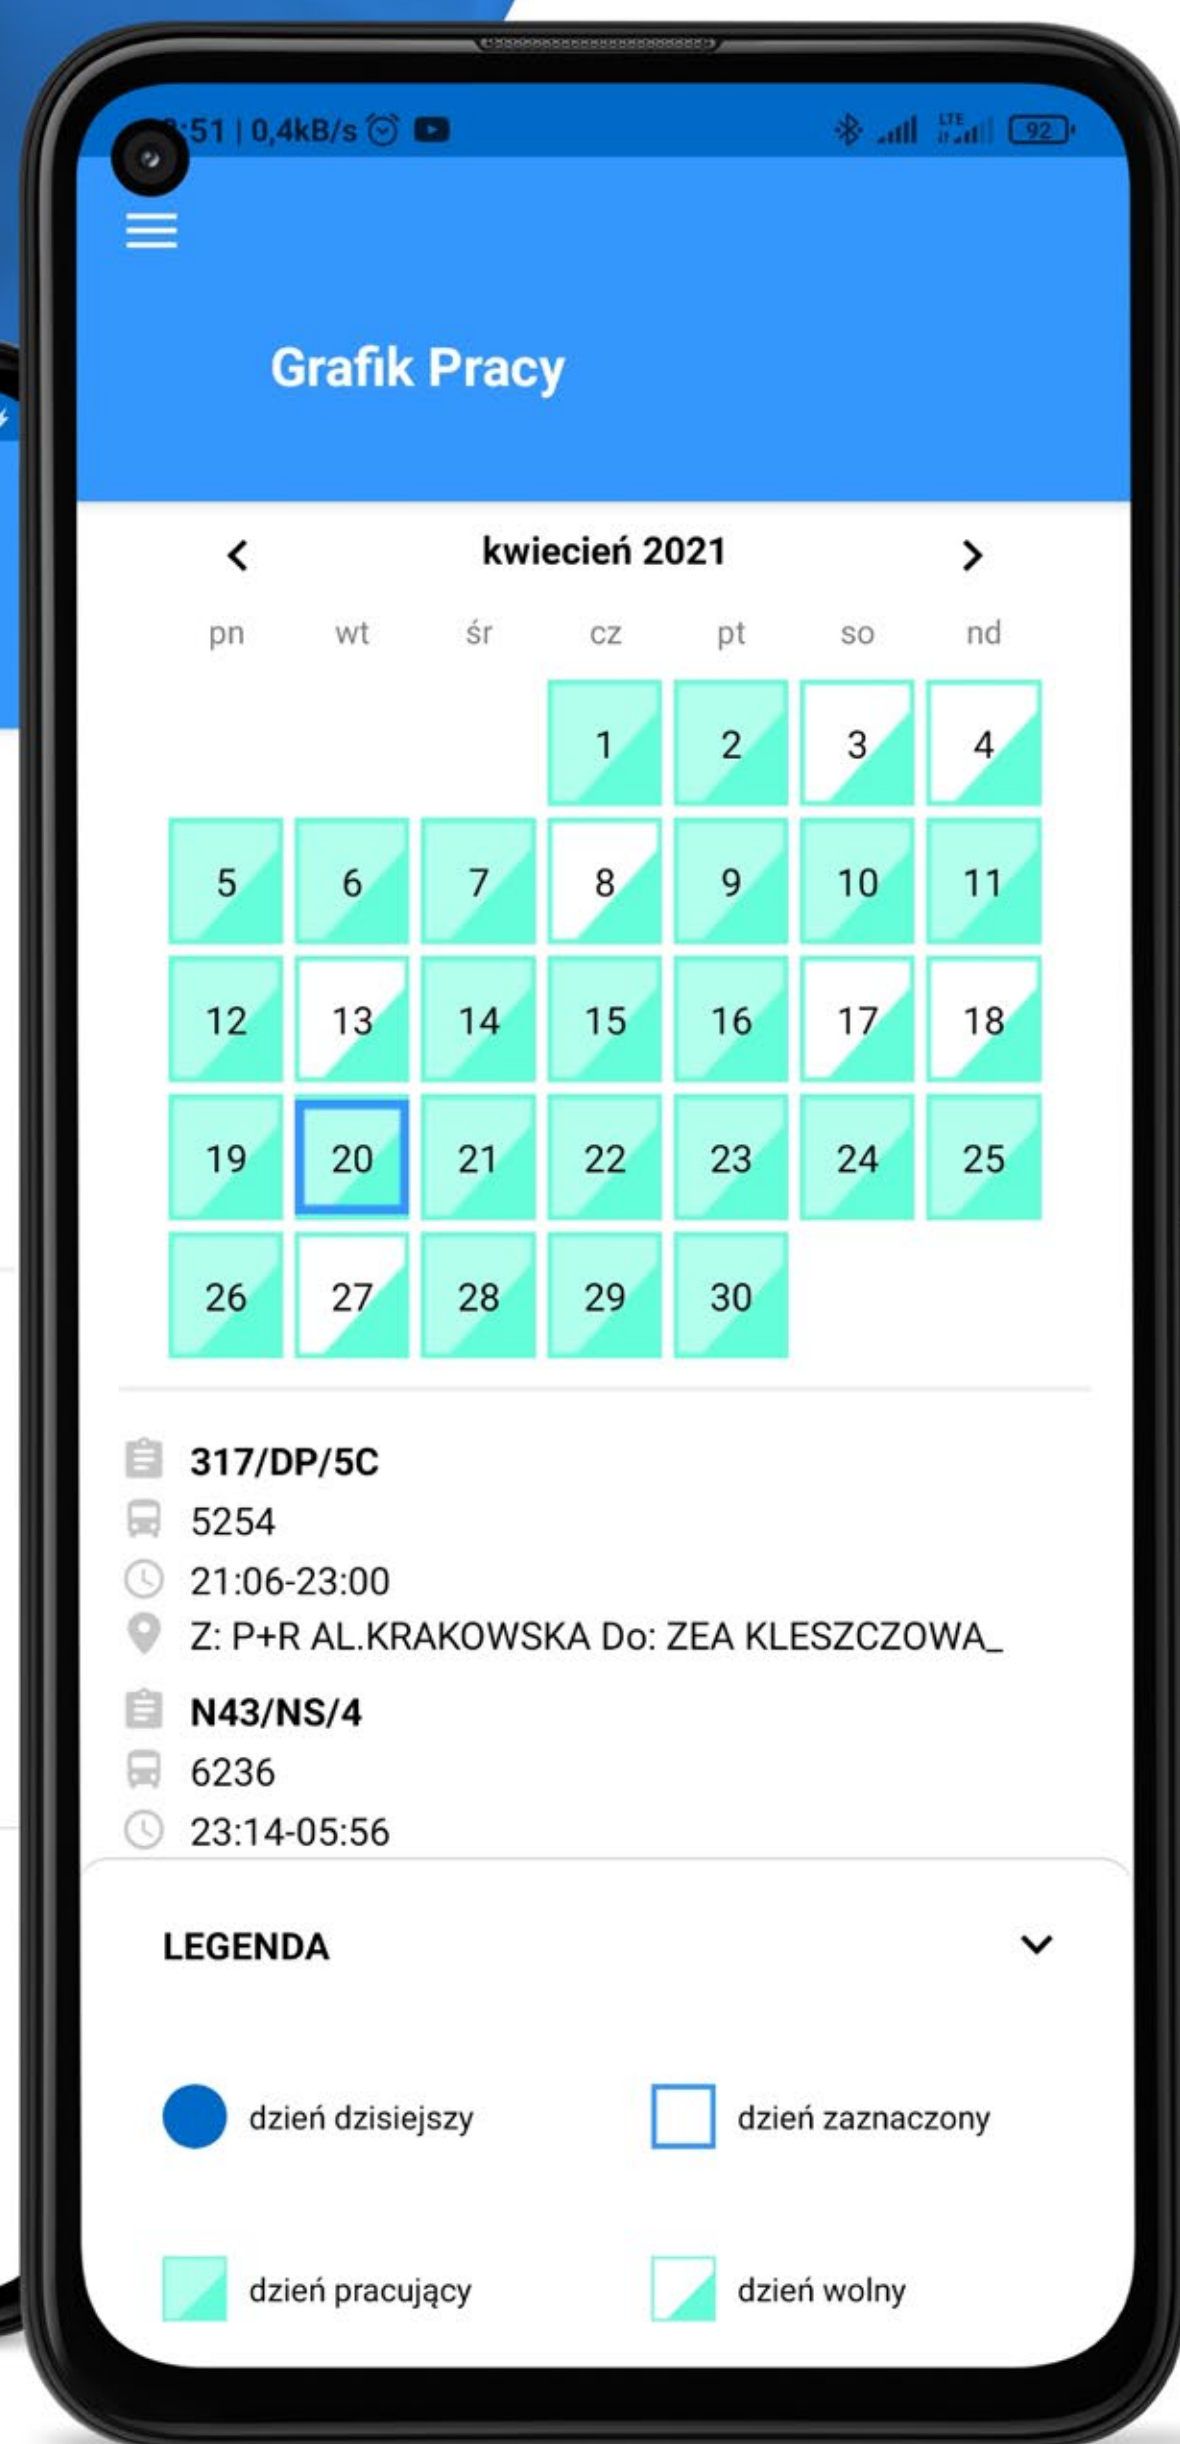 :51 | 0,4kB/s LTE 92
Grafik Pracy
kwiecień 2021
pn wt śr cz pt so nd
1 2 3 4
5 6 7 8 9 10 11
12 13 14 15 16 17 18
19 20 21 22 23 24 25
26 27 28 29 30
317/DP/5C
5254
21:06-23:00
Z: P+R AL.KRAKOWSKA Do: ZEA KLESZCZOWA_
N43/NS/4
6236
23:14-05:56
LEGENDA
dzień dzisiejszy dzień zaznaczony
dzień pracujący dzień wolny